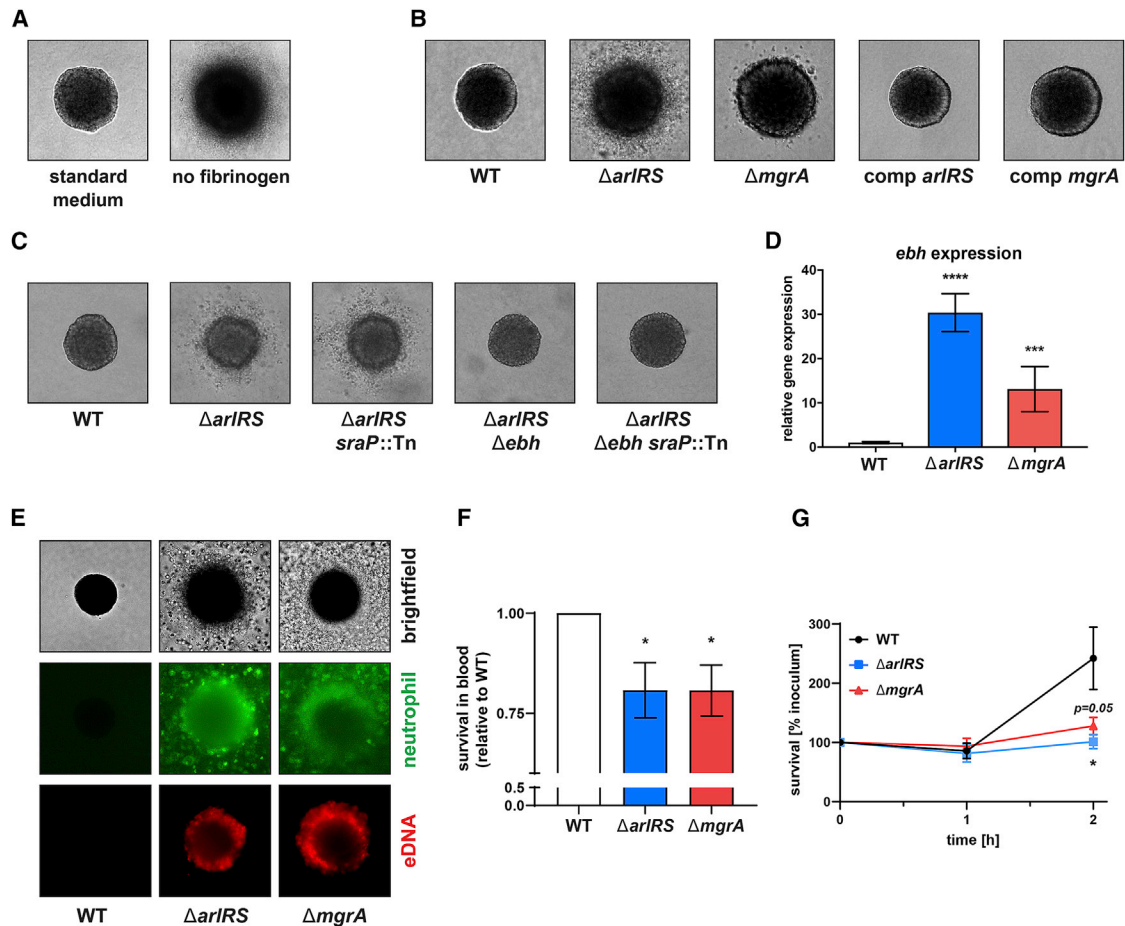 A
standard
medium
no fibrinogen
B
WT
ΔarlRS
ΔmgrA
comp arlRS
comp mgrA
C
WT
ΔarlRS
ΔarlRS
sraP::Tn
ΔarlRS
Δebh
ΔarlRS
Δebh sraP::Tn
D
ebh expression
relative gene expression
40
30
20
10
0
****
***
WT
ΔarlRS
ΔmgrA
E
brightfield
neutrophil
eDNA
WT
ΔarlRS
ΔmgrA
F
survival in blood
(relative to WT)
1.00
0.75
0.5
0.0
*
*
WT
ΔarlRS
ΔmgrA
G
survival [% inoculum]
300
200
100
0
WT
ΔarlRS
ΔmgrA
p=0.05
*
0
1
2
time [h]